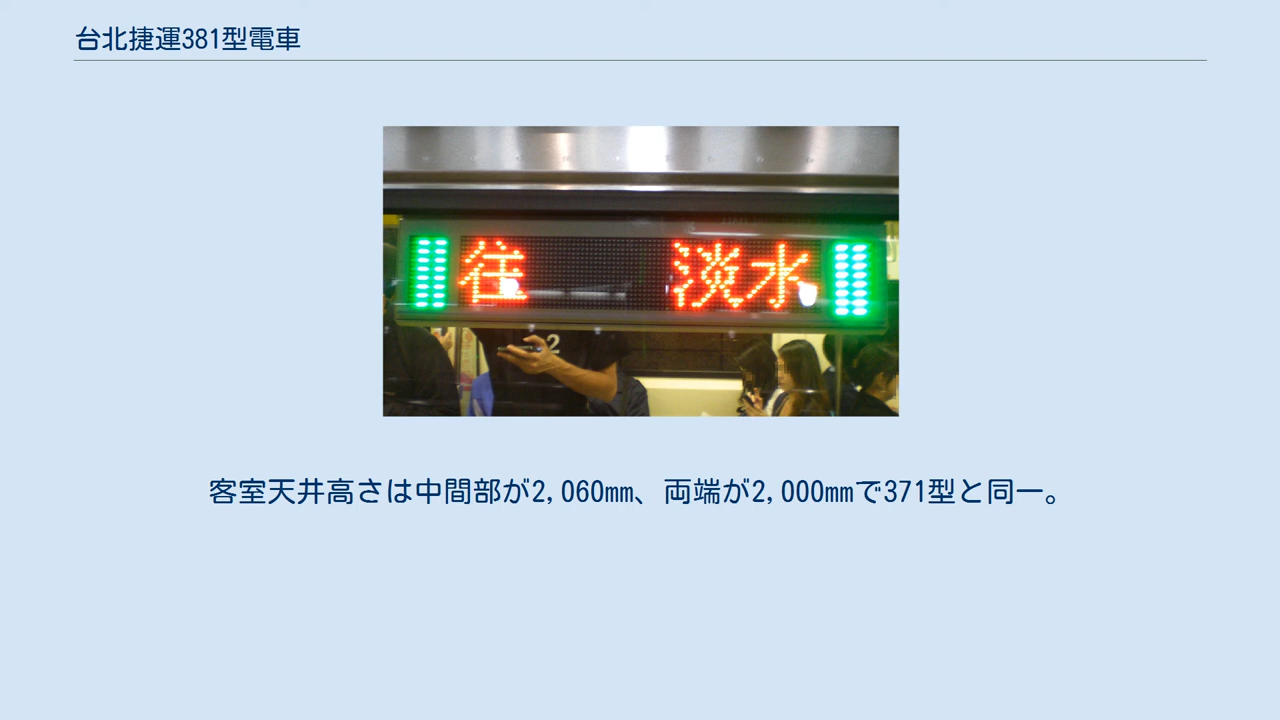 台北捷運381型電車
往 淡水
2
客室天井高さは中間部が2,060mm、両端が2,000mmで371型と同一。